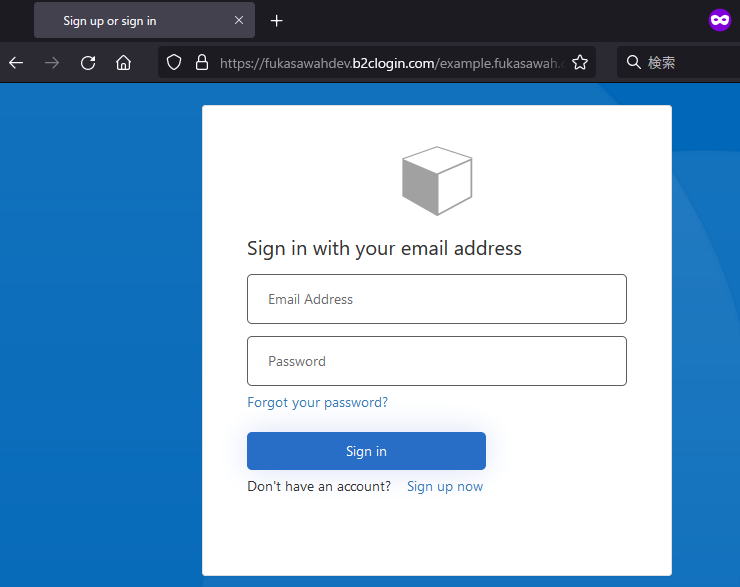 Sign up or sign in
https://fukasawahdev.b2clogin.com/example.fukasawah.
検索
Sign in with your email address
Email Address
Password
Forgot your password?
Sign in
Don't have an account? Sign up now